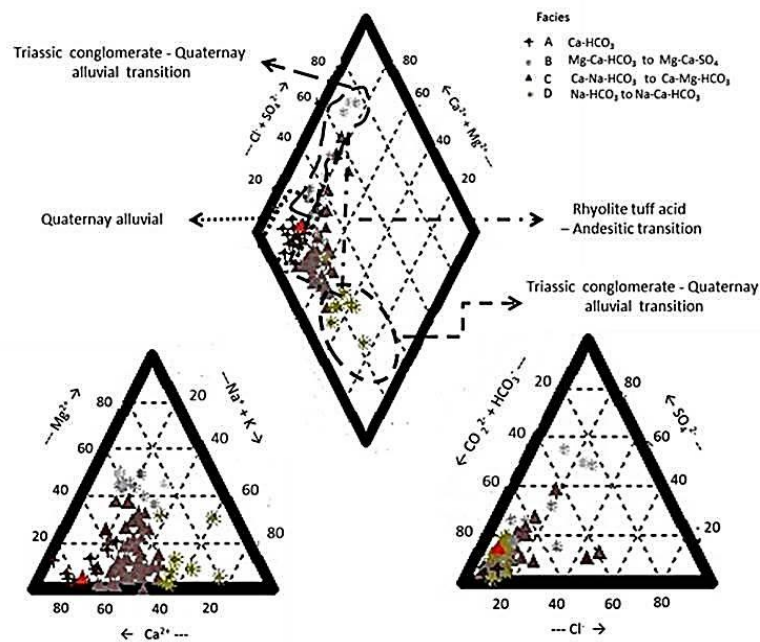 Facies
A Ca-HCO₃
B Mg-Ca-HCO₃ to Mg-Ca-SO₄
C Ca-Na-HCO₃ to Ca-Mg-HCO₃
D Na-HCO₃ to Na-Ca-HCO₃
Triassic conglomerate - Quaternay
alluvial transition
80
80
60
60
40
40
20
20
--- Cl⁻ + SO₄²⁻ →
← Ca²⁺ + Mg²⁺ ---
Quaternay alluvial
Rhyolite tuff acid
– Andesitic transition
Triassic conglomerate - Quaternay
alluvial transition
--- Mg²⁺ →
--- Na⁺ + K →
80
60
40
20
20
40
60
80
80
60
40
20
← Ca²⁺ ---
← CO₂²⁻ + HCO₃⁻ ---
← SO₄²⁻ ---
20
40
60
80
80
60
40
20
20
40
60
80
--- Cl⁻ →